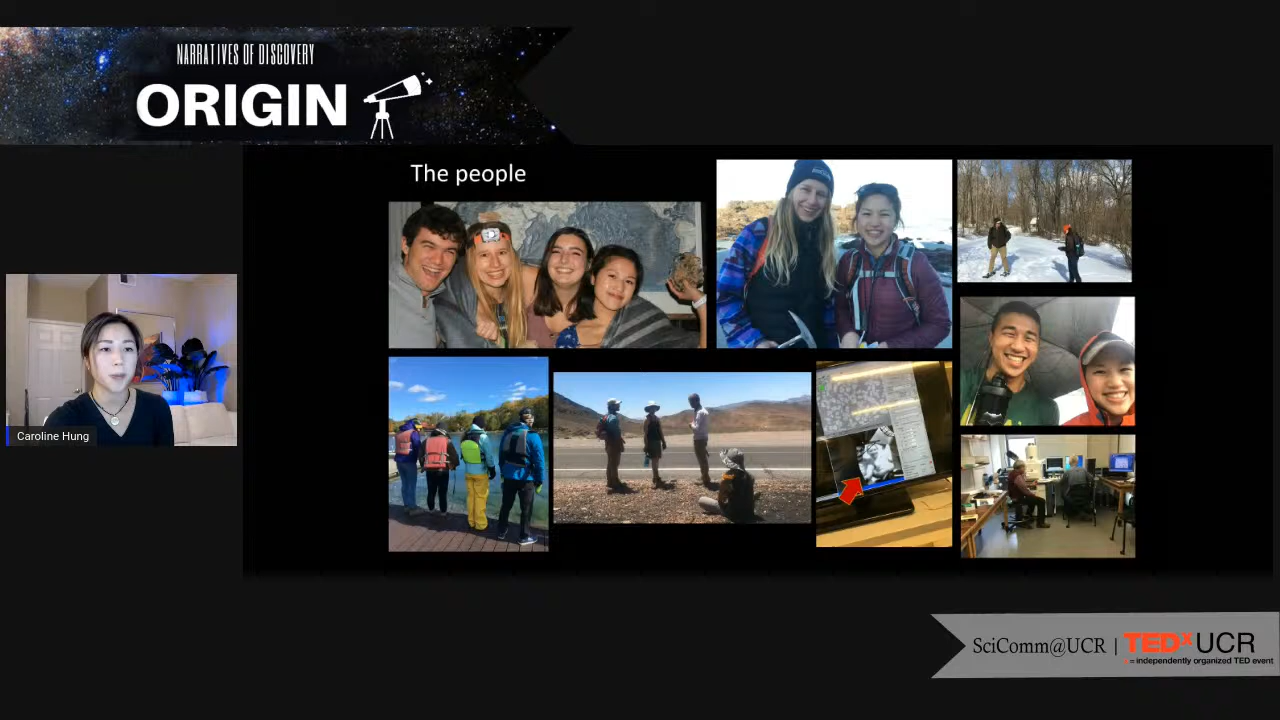 NARRATIVES OF DISCOVERY
ORIGIN
The people
Caroline Hung
SciComm@UCR | TEDxUCR
x = independently organized TED event